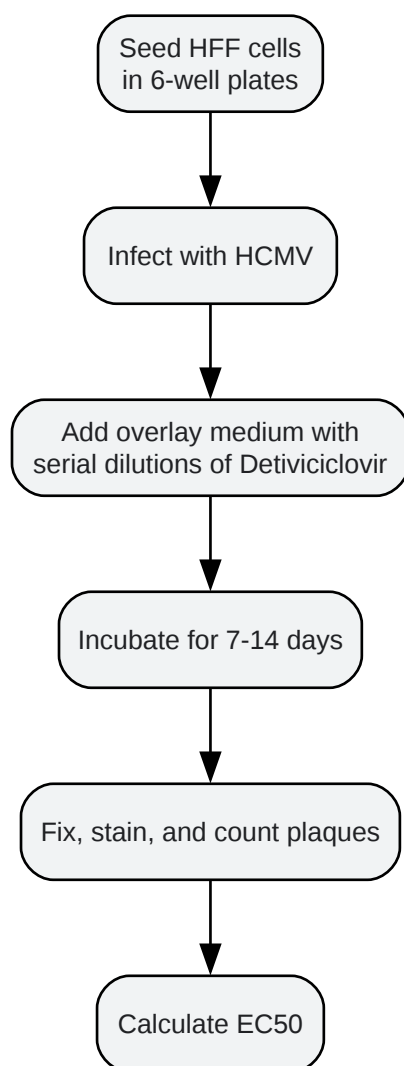 Seed HFF cells
in 6-well plates
Infect with HCMV
Add overlay medium with
serial dilutions of Detiviciclovir
Incubate for 7-14 days
Fix, stain, and count plaques
Calculate EC50